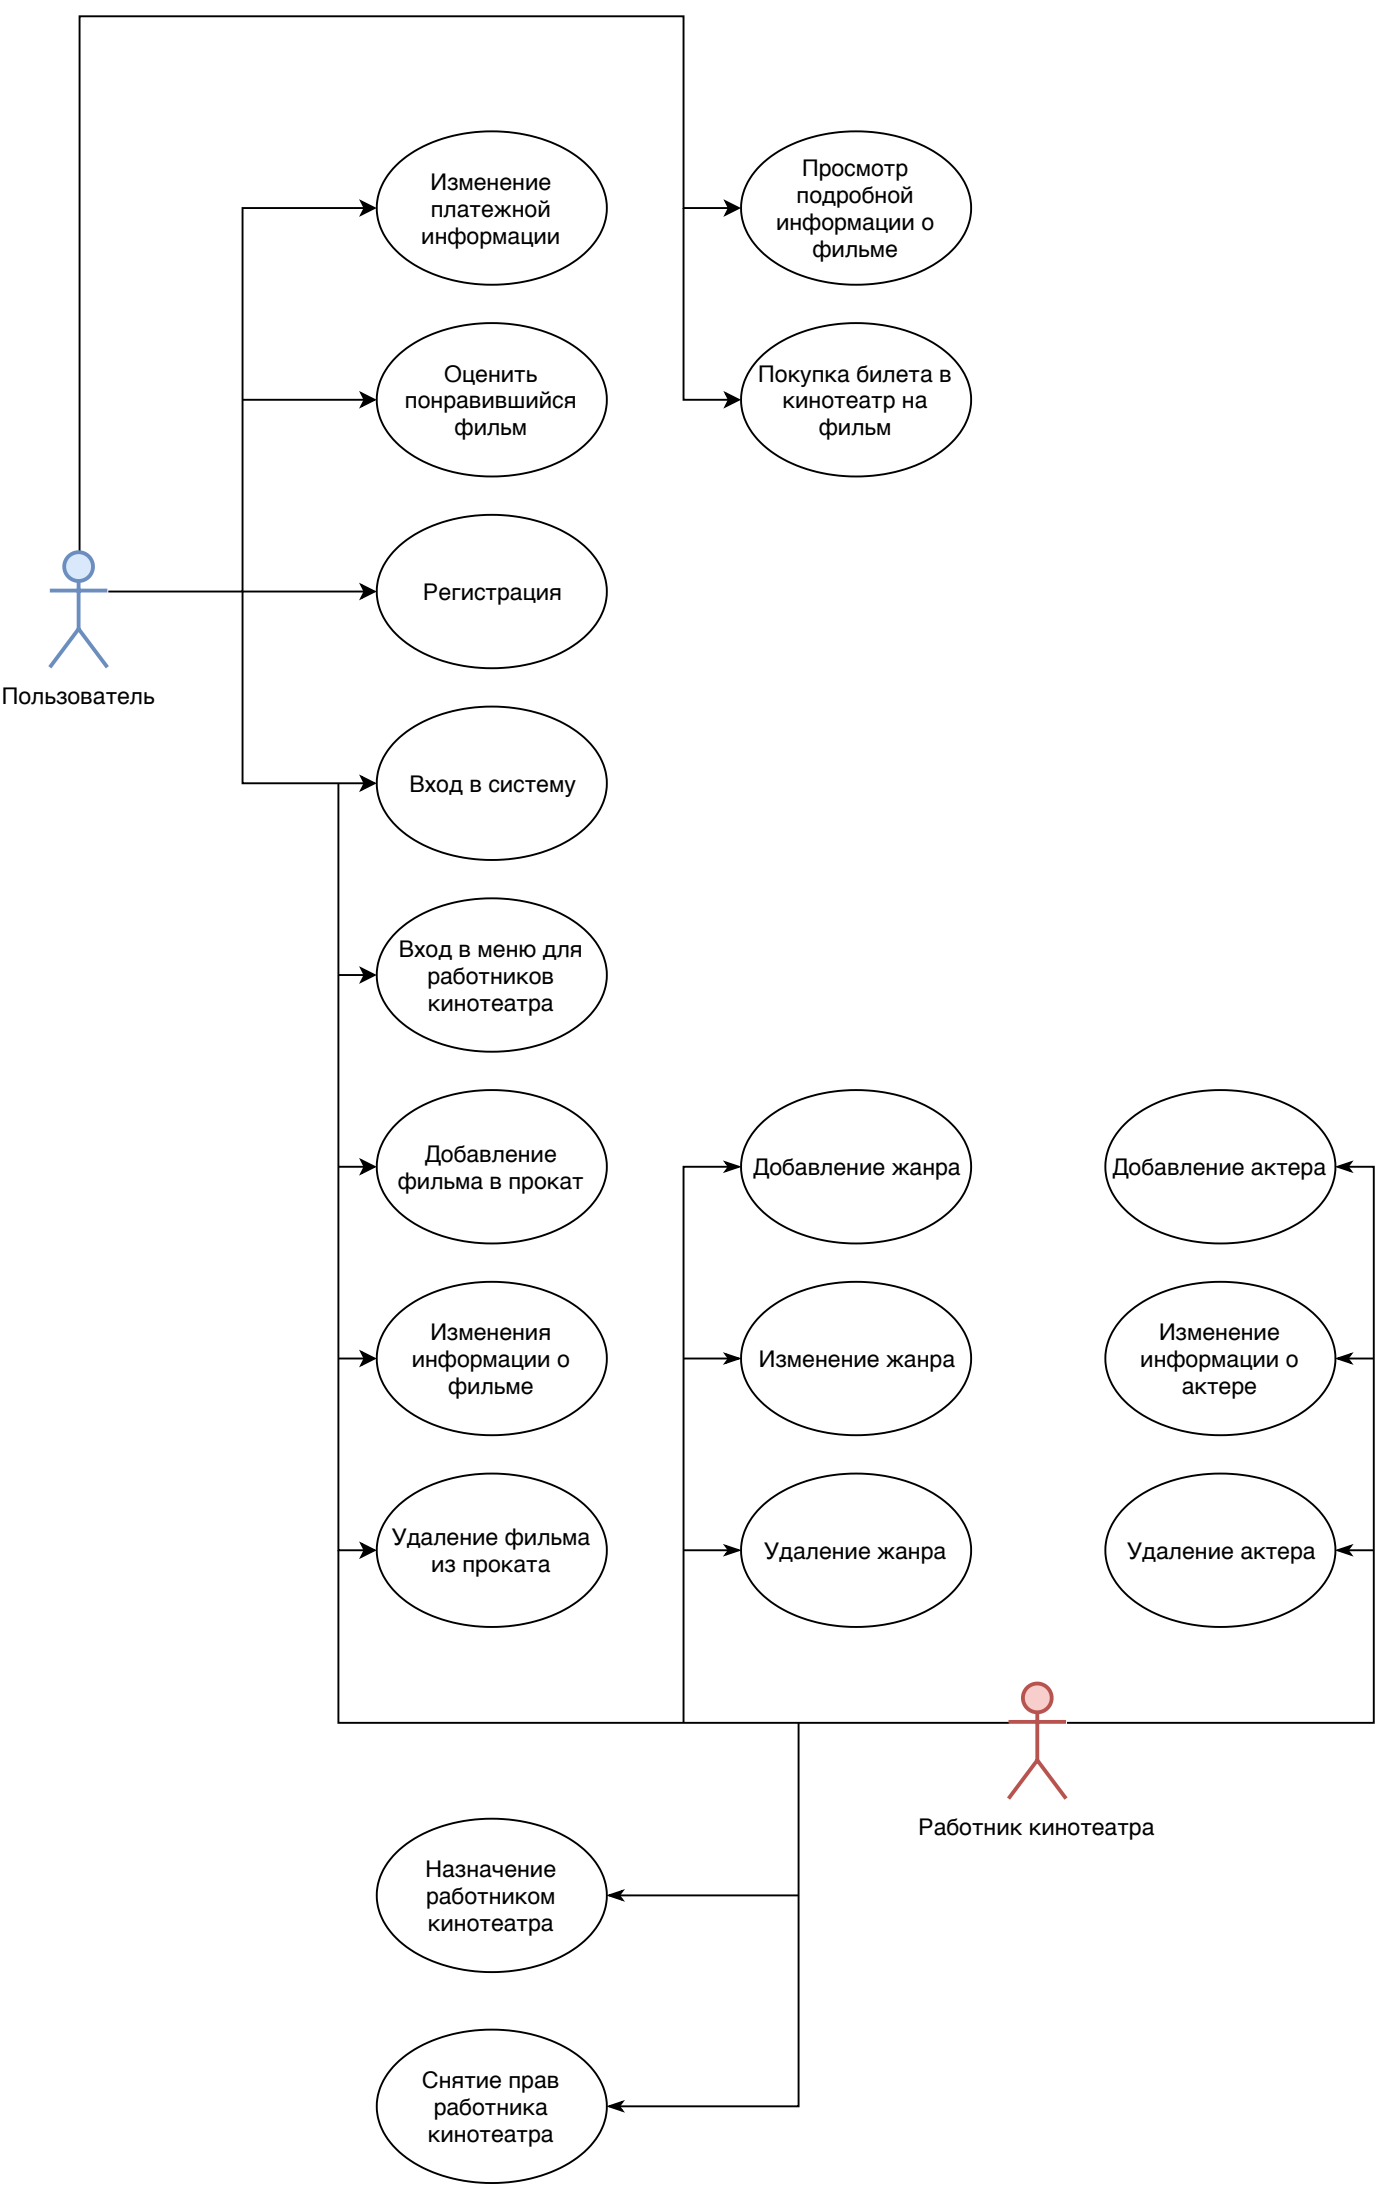 Изменение
платежной
информации
Просмотр
подробной
информации о
фильме
Оценить
понравившийся
фильм
Покупка билета в
кинотеатр на
фильм
Регистрация
Пользователь
Вход в систему
Вход в меню для
работников
кинотеатра
Добавление
фильма в прокат
Добавление жанра
Добавление актера
Изменения
информации о
фильме
Изменение жанра
Изменение
информации о
актере
Удаление фильма
из проката
Удаление жанра
Удаление актера
Работник кинотеатра
Назначение
работником
кинотеатра
Снятие прав
работника
кинотеатра